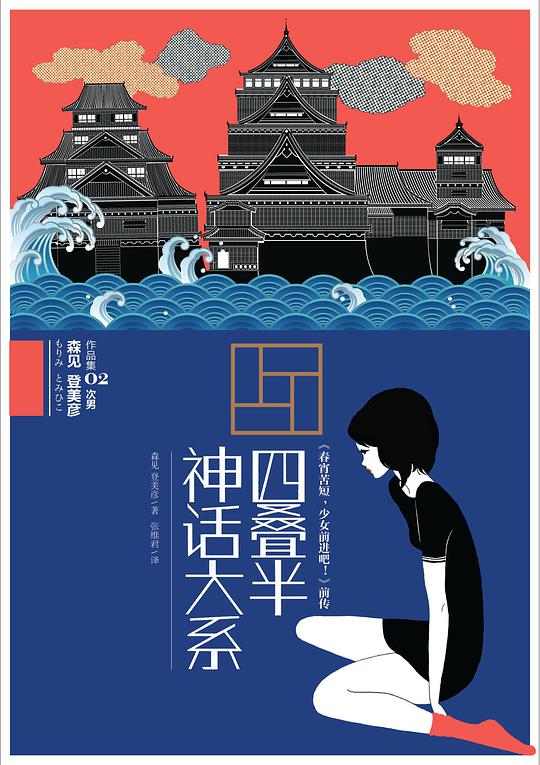 作品集
02
次男
森见 登美彦
もりみ とみひこ
《春宵苦短，少女前进吧！》前传
四叠半
神话大系
森见 登美彦/著 张维君/译